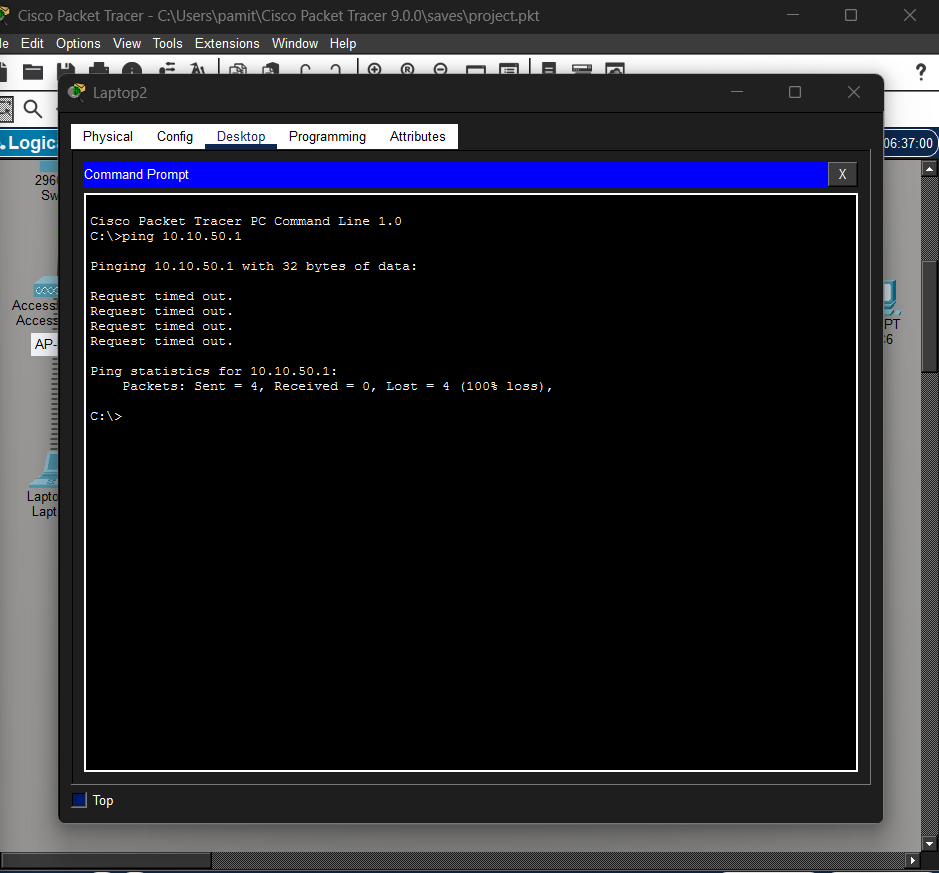 Cisco Packet Tracer - C:\Users\pamit\Cisco Packet Tracer 9.0.0\saves\project.pkt
le Edit Options View Tools Extensions Window Help
?
Laptop2
Physical Config Desktop Programming Attributes
Logic
06:37:00
Command Prompt X
296
Sw
Cisco Packet Tracer PC Command Line 1.0
C:\>ping 10.10.50.1
Pinging 10.10.50.1 with 32 bytes of data:
Request timed out.
Request timed out.
Request timed out.
Request timed out.
Ping statistics for 10.10.50.1:
Packets: Sent = 4, Received = 0, Lost = 4 (100% loss),
C:\>
Access
Access
AP-
PT
6
Lapto
Lapt
Top